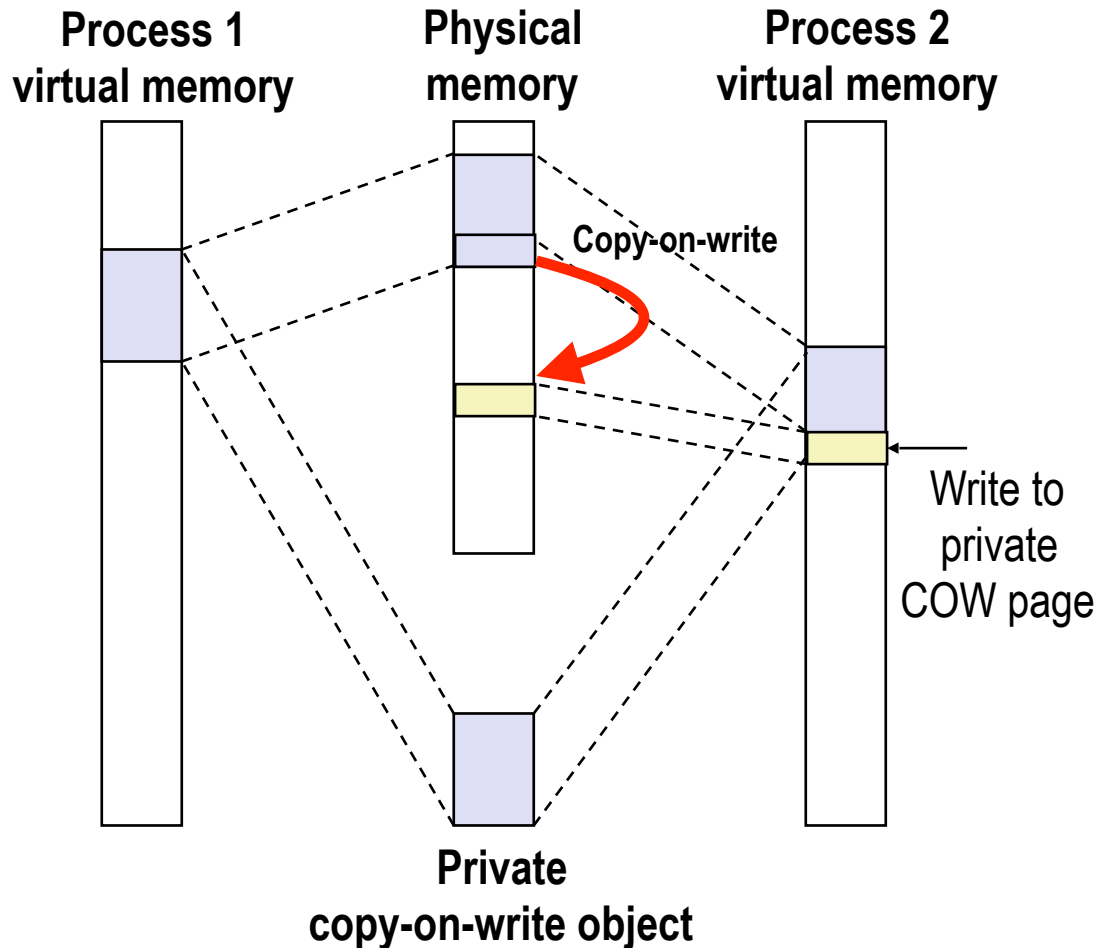 Process 1
virtual memory
Physical
memory
Process 2
virtual memory
Copy-on-write
Write to
private
COW page
Private
copy-on-write object